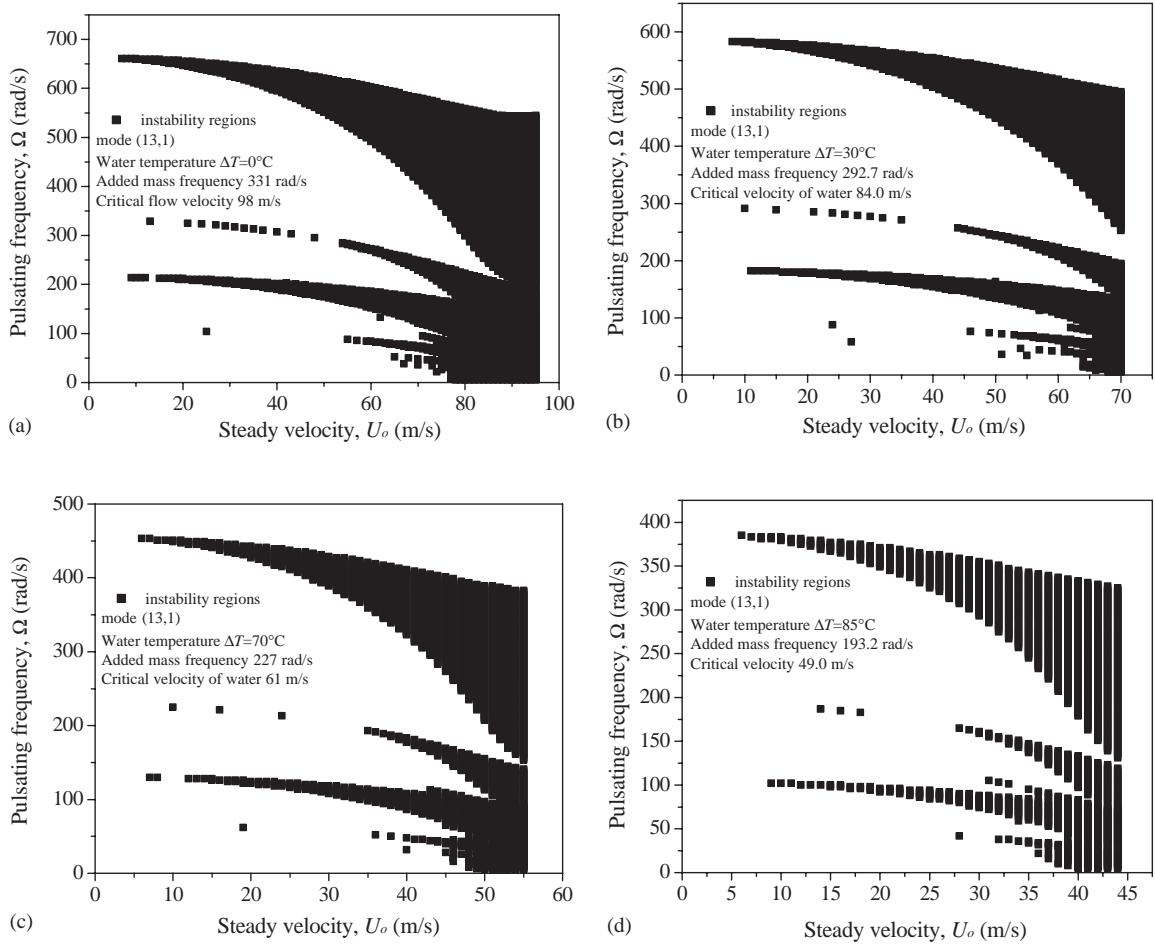 700
600
500
400
300
200
100
0
Pulsating frequency, Ω (rad/s)
■ instability regions
mode (13,1)
Water temperature ΔT=0°C
Added mass frequency 331 rad/s
Critical flow velocity 98 m/s
0 20 40 60 80 100
(a)
Steady velocity, Uo (m/s)
600
500
400
300
200
100
0
Pulsating frequency, Ω (rad/s)
■ instability regions
mode (13,1)
Water temperature ΔT=30°C
Added mass frequency 292.7 rad/s
Critical velocity of water 84.0 m/s
0 10 20 30 40 50 60 70
(b)
Steady velocity, Uo (m/s)
500
400
300
200
100
0
Pulsating frequency, Ω (rad/s)
■ instability regions
mode (13,1)
Water temperature ΔT=70°C
Added mass frequency 227 rad/s
Critical velocity of water 61 m/s
0 10 20 30 40 50 60
(c)
Steady velocity, Uo (m/s)
400
350
300
250
200
150
100
50
0
Pulsating frequency, Ω (rad/s)
■ instability regions
mode (13,1)
Water temperature ΔT=85°C
Added mass frequency 193.2 rad/s
Critical velocity 49.0 m/s
0 5 10 15 20 25 30 35 40 45
(d)
Steady velocity, Uo (m/s)